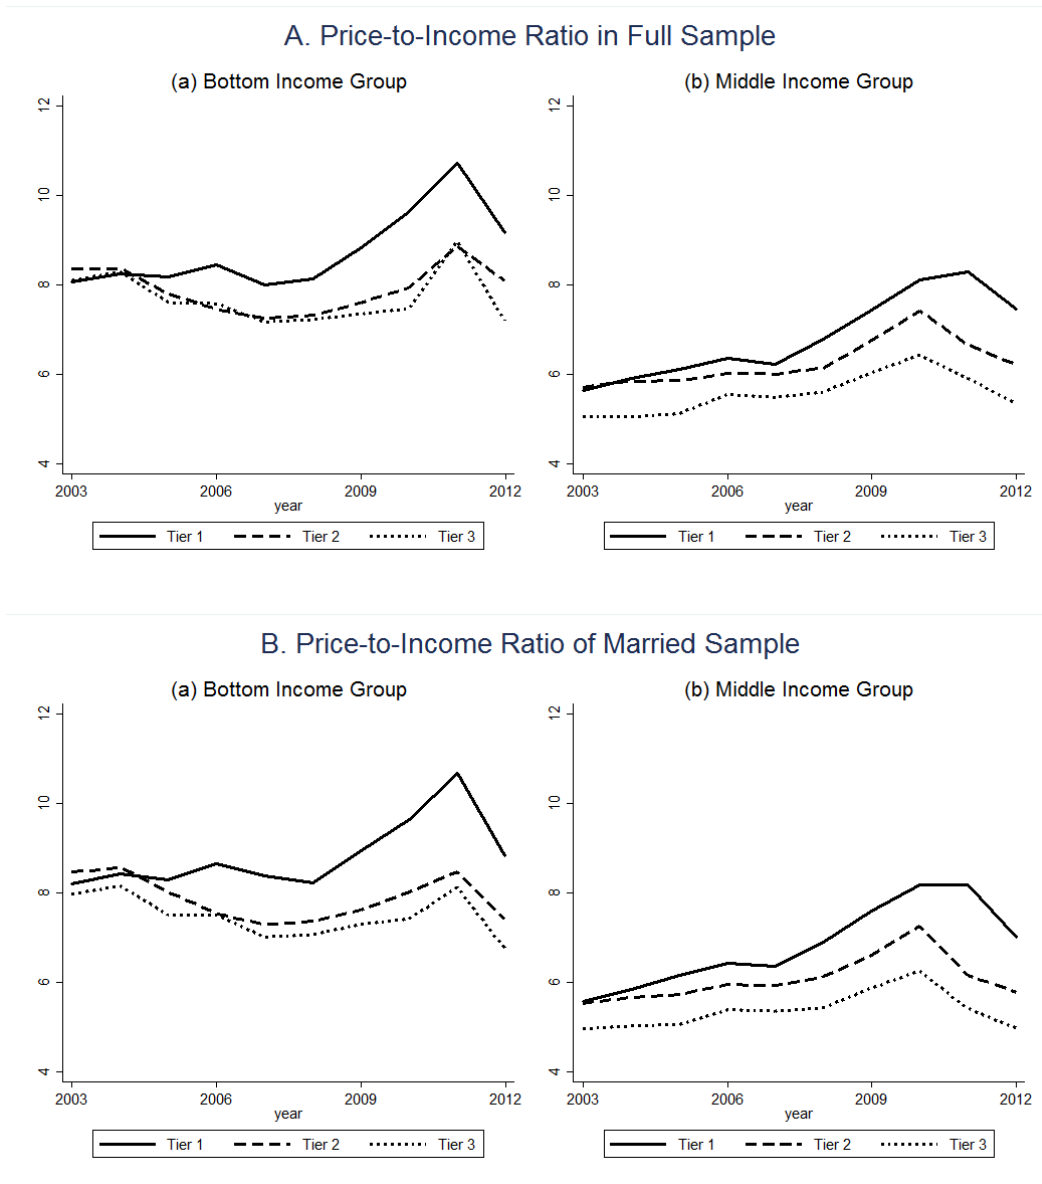 A. Price-to-Income Ratio in Full Sample
(a) Bottom Income Group
12
10
8
6
4
2003 2006 2009 2012
year
Tier 1 Tier 2 Tier 3
(b) Middle Income Group
12
10
8
6
4
2003 2006 2009 2012
year
Tier 1 Tier 2 Tier 3
B. Price-to-Income Ratio of Married Sample
(a) Bottom Income Group
12
10
8
6
4
2003 2006 2009 2012
year
Tier 1 Tier 2 Tier 3
(b) Middle Income Group
12
10
8
6
4
2003 2006 2009 2012
year
Tier 1 Tier 2 Tier 3